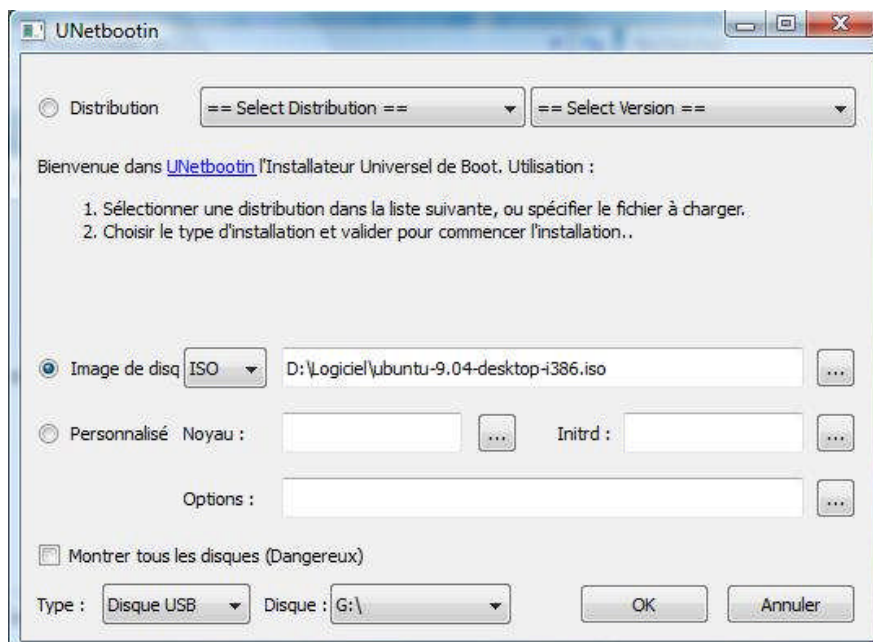 UNetbootin
Distribution == Select Distribution == == Select Version ==
Bienvenue dans UNetbootin l'Installateur Universel de Boot. Utilisation :
1. Sélectionner une distribution dans la liste suivante, ou spécifier le fichier à charger.
2. Choisir le type d'installation et valider pour commencer l'installation..
Image de disq ISO D:\Logiciel\ubuntu-9.04-desktop-i386.iso ...
Personnalisé Noyau : ... Initrd : ...
Options : ...
Montrer tous les disques (Dangereux)
Type : Disque USB Disque : G:\ OK Annuler